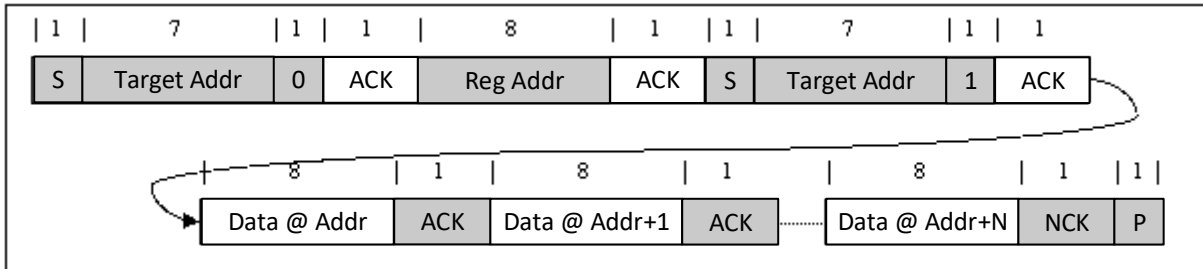 | 1 | 7 | 1 | 1 | 8 | 1 | 1 | 7 | 1 | 1
S Target Addr 0 ACK Reg Addr ACK S Target Addr 1 ACK
| 8 | 1 | 8 | 1 8 | 1 | 1 |
Data @ Addr ACK Data @ Addr+1 ACK Data @ Addr+N NCK P